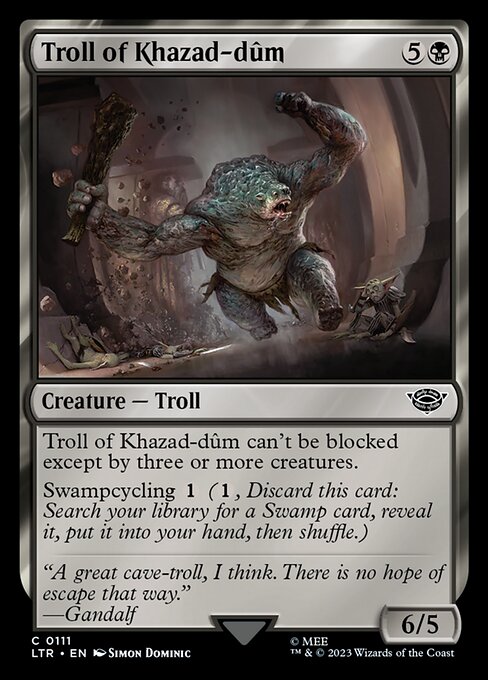 Troll of Khazad-dûm 5
Creature — Troll
Troll of Khazad-dûm can't be blocked
except by three or more creatures.
Swampcycling 1 (1, Discard this card:
Search your library for a Swamp card, reveal
it, put it into your hand, then shuffle.)
“A great cave-troll, I think. There is no hope of
escape that way.”
—Gandalf
6/5
C 0111
LTR • EN Simon Dominic
© MEE
™ & © 2023 Wizards of the Coast